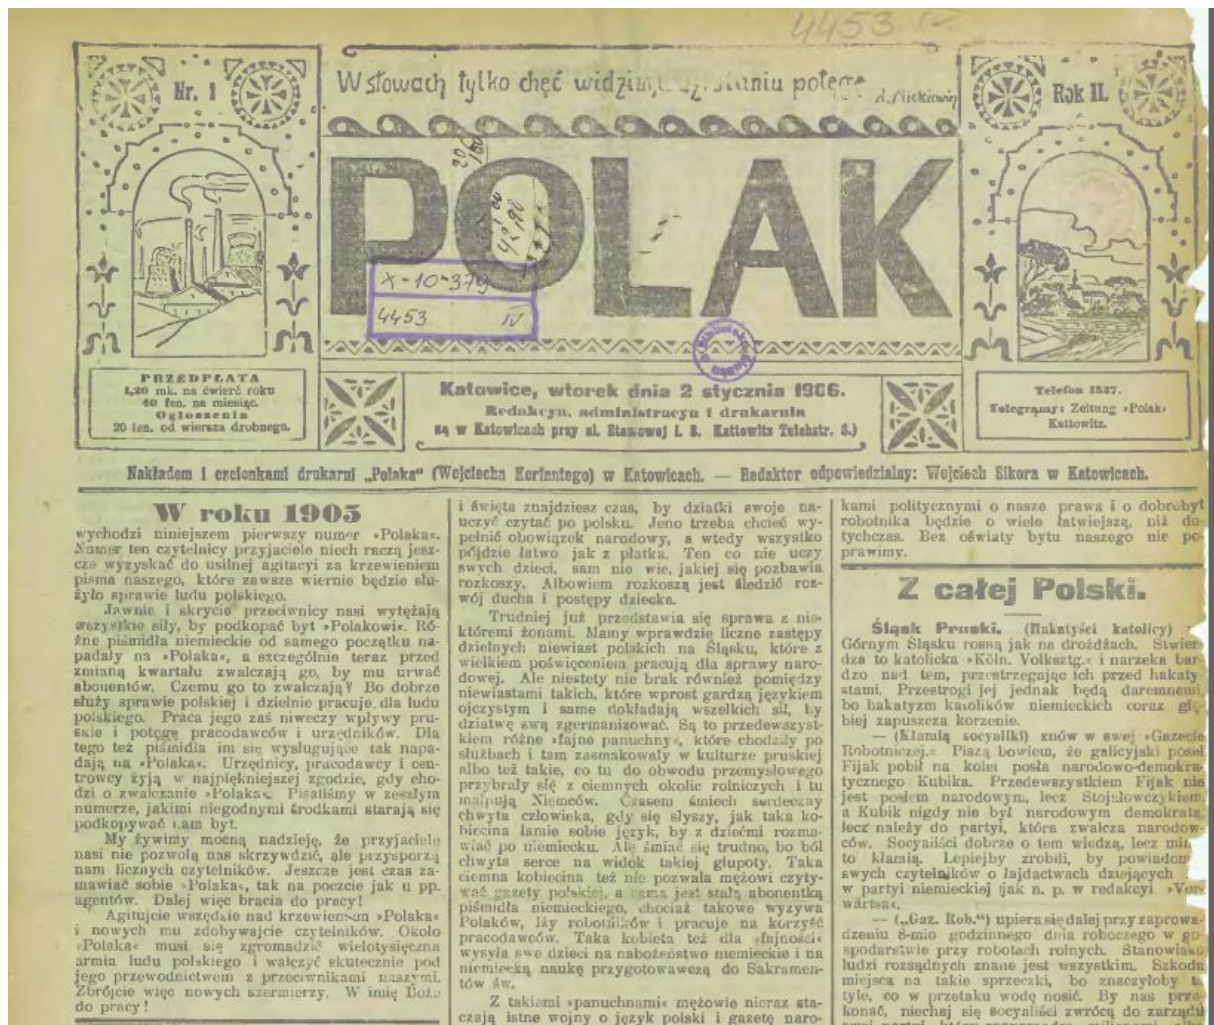 4453
Nr. 1
W słowach tylko chęć widzim, działaniu potęgę
A. Mickiewicz
Rok II.
POLAK
X-10-379
4453 IV
PRZEDPŁATA
1,20 mk. na ćwierć roku
40 fen. na miesiąc.
Ogłoszenia
20 fen. od wiersza drobnego.
Katowice, wtorek dnia 2 stycznia 1906.
Redakcya, administracya i drukarnia
są w Katowicach przy ul. Stawowej l. 8. Kattowitz Teichstr. 8.)
Telefon 1337.
Telegramy: Zeitung »Polak«
Kattowitz.
Nakładem i czcionkami drukarni „Polaka“ (Wojciecha Korfantego) w Katowicach. — Redaktor odpowiedzialny: Wojciech Sikora w Katowicach.
W roku 1905
wychodzi niniejszem pierwszy numer »Polaka«.
Numer ten czytelnicy przyjaciele niech raczą jesz-
cze wyzyskać do usilnej agitacyi za krzewieniem
pisma naszego, które zawsze wiernie będzie słu-
żyło sprawie ludu polskiego.
Jawnie i skrycie przeciwnicy nasi wytężają
wszystkie siły, by podkopać byt »Polakowi«. Ró-
żne piśmidła niemieckie od samego początku na-
padały na »Polaka«, a szczególnie teraz przed
zmianą kwartału zwalczają go, by mu urwać
abonentów. Czemu go to zwalczają? Bo dobrze
służy sprawie polskiej i dzielnie pracuje dla ludu
polskiego. Praca jego zaś niweczy wpływy pru-
skie i potęgę pracodawców i urzędników. Dla
tego też piśmidła im się wysługujące tak napa-
dają na »Polaka«. Urzędnicy, pracodawcy i cen-
trowcy żyją w najpiękniejszej zgodzie, gdy cho-
dzi o zwalczanie »Polaka«. Pisaliśmy w zeszłym
numerze, jakimi niegodnymi środkami starają się
podkopywać nam byt.
My żywimy mocną nadzieję, że przyjaciele
nasi nie pozwolą nas skrzywdzić, ale przysporzą
nam licznych czytelników. Jeszcze jest czas za-
mawiać sobie »Polaka«, tak na poczcie jak u pp.
agentów. Dalej więc bracia do pracy!
Agitujcie wszędzie nad krzewieniem »Polaka«
i nowych mu zdobywajcie czytelników. Około
»Polaka« musi się zgromadzić wielotysięczna
armia ludu polskiego i walczyć skutecznie pod
jego przewodnictwem z przeciwnikami naszymi.
Zbrójcie więc nowych szermierzy. W imię Boże
do pracy!
i święta znajdziesz czas, by dziatki swoje na-
uczyć czytać po polsku. Jeno trzeba chcieć wy-
pełnić obowiązek narodowy, a wtedy wszystko
pójdzie łatwo jak z płatka. Ten co nie uczy
swych dzieci, sam nie wie, jakiej się pozbawia
rozkoszy. Albowiem rozkoszą jest śledzić roz-
wój ducha i postępy dziecka.
Trudniej już przedstawia się sprawa z nie-
któremi żonami. Mamy wprawdzie liczne zastępy
dzielnych niewiast polskich na Śląsku, które z
wielkiem poświęceniem pracują dla sprawy naro-
dowej. Ale niestety nie brak również pomiędzy
niewiastami takich, które wprost gardzą językiem
ojczystym i same dokładają wszelkich sił, by
dziatwę swą zgermanizować. Są to przedewszyst-
kiem różne »fajne panuchny«, które chodziły po
służbach i tam zasmakowały w kulturze pruskiej
albo też takie, co tu do obwodu przemysłowego
przybrały się z ciemnych okolic rolniczych i tu
małpują Niemców. Czasem śmiech serdeczny
chwyta człowieka, gdy się słyszy, jak taka ko-
biecina łamie sobie język, by z dziećmi rozma-
wiać po niemiecku. Ale śmiać się trudno, bo ból
chwyta serce na widok takiej głupoty. Taka
ciemna kobiecina też nie pozwala mężowi czyty-
wać gazety polskiej, a sama jest stałą abonentką
piśmidła niemieckiego, chociaż takowe wyzywa
Polaków, lży robotników i pracuje na korzyść
pracodawców. Taka kobieta też dla »fajności«
wysyła swe dzieci na nabożeństwo niemieckie i na
niemiecką naukę przygotowawczą do Sakramen-
tów św.
Z takiemi »panuchnami« mężowie nieraz sta-
czają istne wojny o język polski i gazetę naro-
kami politycznymi o nasze prawa i o dobrobyt
robotnika będzie o wiele łatwiejszą, niż do-
tychczas. Bez oświaty bytu naszego nie po-
prawimy.
Z całej Polski.
Śląsk Pruski. (Hakatyści katolicy)
Górnym Śląsku rosną jak na drożdżach. Stwier-
dza to katolicka »Köln. Volksztg.« i narzeka bar-
dzo nad tem, przestrzegając ich przed hakaty-
stami. Przestrogi jej jednak będą daremnemi,
bo hakatyzm katolików niemieckich coraz głę-
biej zapuszcza korzenie.
— (Kłamią socyaliści) znów w swej »Gazecie
Robotniczej.« Piszą bowiem, że galicyjski poseł
Fijak pobił na kolei posła narodowo-demokra-
tycznego Kubika. Przedewszystkiem Fijak nie
jest posłem narodowym, lecz Stojałowczykiem,
a Kubik nigdy nie był narodowym demokratą,
lecz należy do partyi, która zwalcza narodow-
ców. Socyaliści dobrze o tem wiedzą, lecz mimo
to kłamią. Lepiejby zrobili, by powiadomi
swych czytelników o łajdactwach dziejących
w partyi niemieckiej jak n. p. w redakcyi »Vor-
wärtsa«.
— („Gaz. Rob.“) upiera się dalej przy zaprowa-
dzeniu 8-mio godzinnego dnia roboczego w go-
spodarstwie przy robotach rolnych. Stanowisko
ludzi rozsądnych znane jest wszystkim. Szkoda
miejsca na takie sprzeczki, bo znaczyłoby to
tyle, co w przetaku wodę nosić. By nas prze-
konać, niechaj się socyaliści zwrócą do zarządu